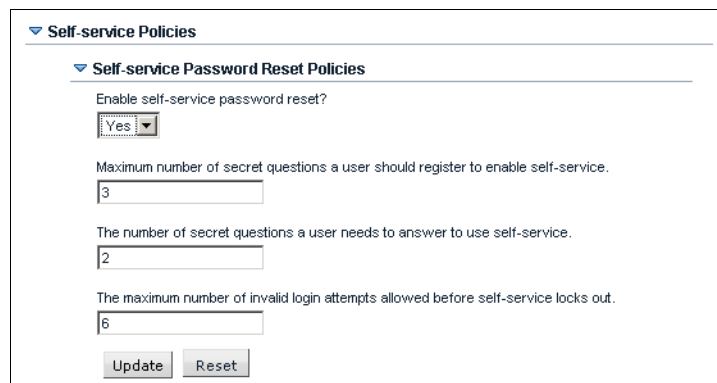 Self-service Policies
Self-service Password Reset Policies
Enable self-service password reset?
Yes
Maximum number of secret questions a user should register to enable self-service.
3
The number of secret questions a user needs to answer to use self-service.
2
The maximum number of invalid login attempts allowed before self-service locks out.
6
Update Reset